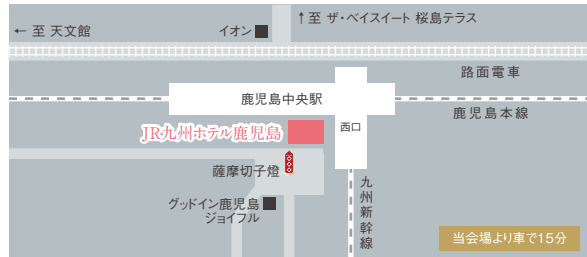 ↑至 ザ・ベイスイート 桜島テラス
← 至 天文館
イオン
路面電車
鹿児島中央駅
鹿児島本線
西口
JR九州ホテル鹿児島
薩摩切子燈
九州新幹線
グッドイン鹿児島
ジョイフル
当会場より車で15分